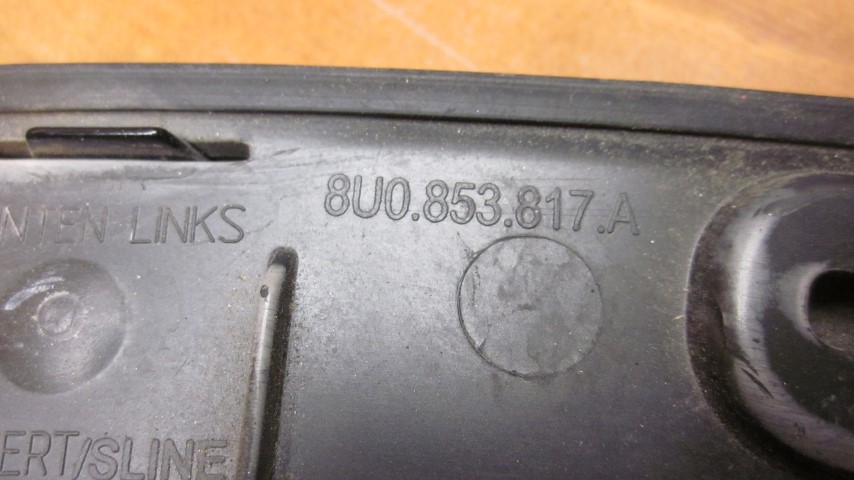 8U0.853.817.A
NTEN LINKS
ERT/SLINE